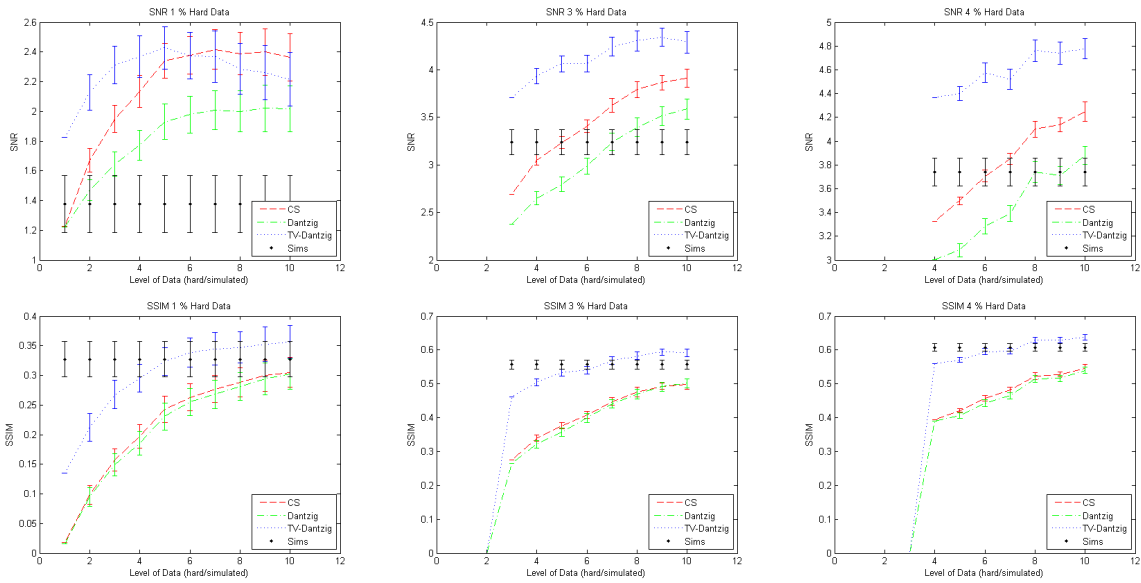 SNR 1 % Hard Data
2.6
2.4
2.2
2
1.8
1.6
1.4
1.2
1
SNR
0 2 4 6 8 10 12
Level of Data (hard/simulated)
CS
Dantzig
TV-Dantzig
Sims
SNR 3 % Hard Data
4.5
4
3.5
3
2.5
2
SNR
0 2 4 6 8 10 12
Level of Data (hard/simulated)
CS
Dantzig
TV-Dantzig
Sims
SNR 4 % Hard Data
5
4.8
4.6
4.4
4.2
4
3.8
3.6
3.4
3.2
3
SNR
0 2 4 6 8 10 12
Level of Data (hard/simulated)
CS
Dantzig
TV-Dantzig
Sims
SSIM 1 % Hard Data
0.4
0.35
0.3
0.25
0.2
0.15
0.1
0.05
0
SSIM
0 2 4 6 8 10 12
Level of Data (hard/simulated)
CS
Dantzig
TV-Dantzig
Sims
SSIM 3 % Hard Data
0.7
0.6
0.5
0.4
0.3
0.2
0.1
0
SSIM
0 2 4 6 8 10 12
Level of Data (hard/simulated)
CS
Dantzig
TV-Dantzig
Sims
SSIM 4 % Hard Data
0.7
0.6
0.5
0.4
0.3
0.2
0.1
0
SSIM
0 2 4 6 8 10 12
Level of Data (hard/simulated)
CS
Dantzig
TV-Dantzig
Sims